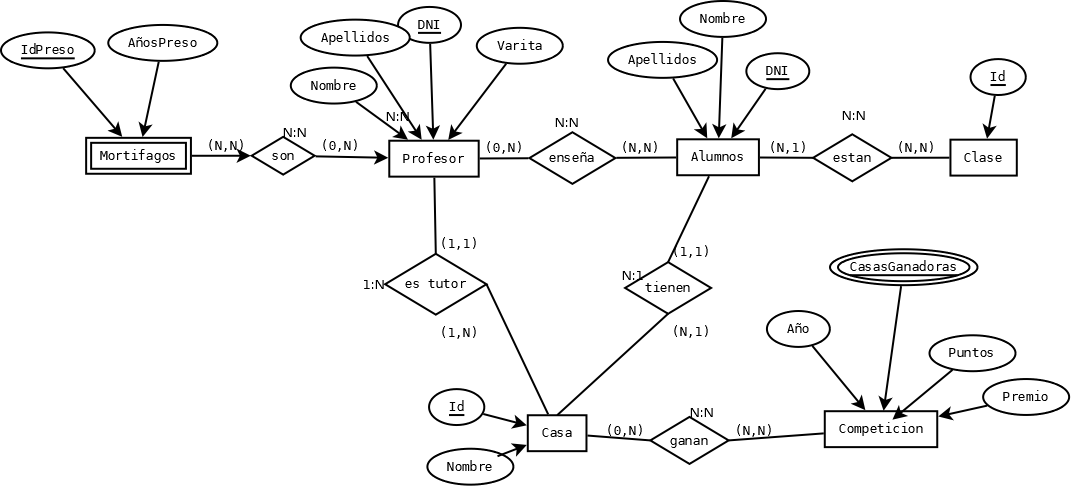 IdPreso
AñosPreso
Apellidos
DNI
Varita
Nombre
Nombre
Apellidos
DNI
Id
N:N
N:N
N:N
N:N
Mortifagos
(N,N)
son
(0,N)
Profesor
(0,N)
enseña
(N,N)
Alumnos
(N,1)
estan
(N,N)
Clase
(1,1)
1:N
es tutor
(1,N)
(1,1)
N:1
tienen
(N,1)
CasasGanadoras
Año
Puntos
Premio
Id
Nombre
Casa
(0,N)
N:N
ganan
(N,N)
Competicion